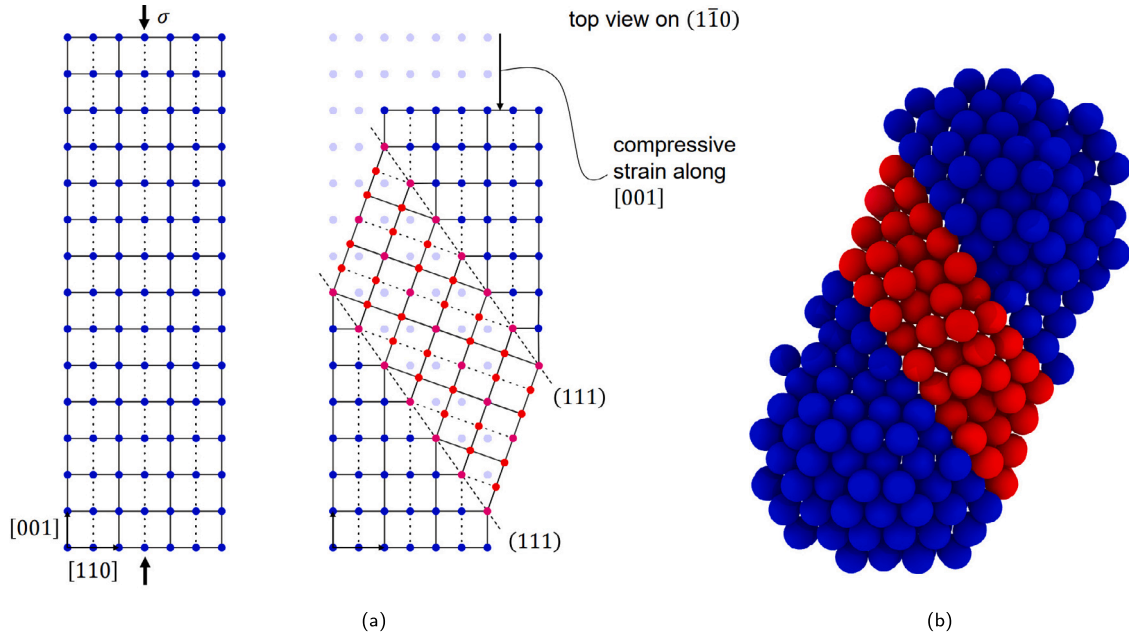 σ
top view on (11̅0)
compressive
strain along
[001]
(111)
[001]
(111)
[110]
(a)
(b)